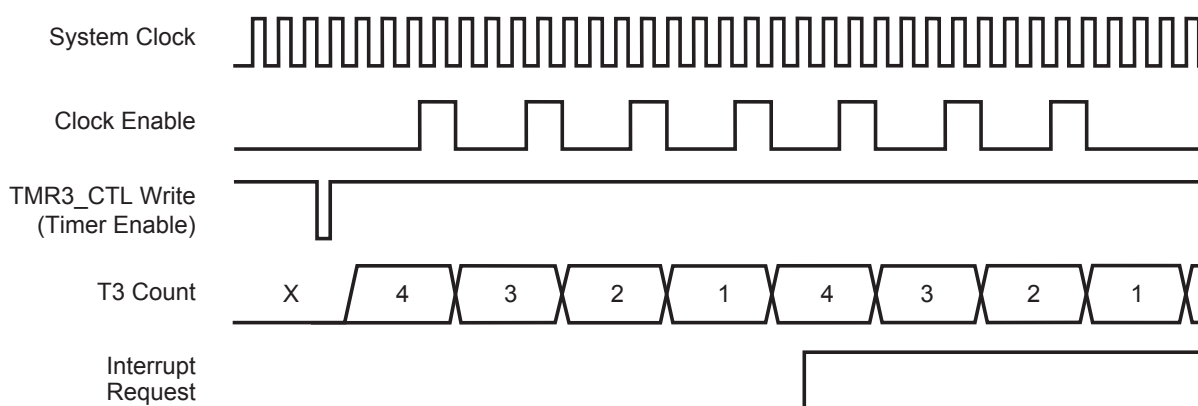 System Clock
Clock Enable
TMR3_CTL Write
(Timer Enable)
T3 Count
X 4 3 2 1 4 3 2 1
Interrupt
Request